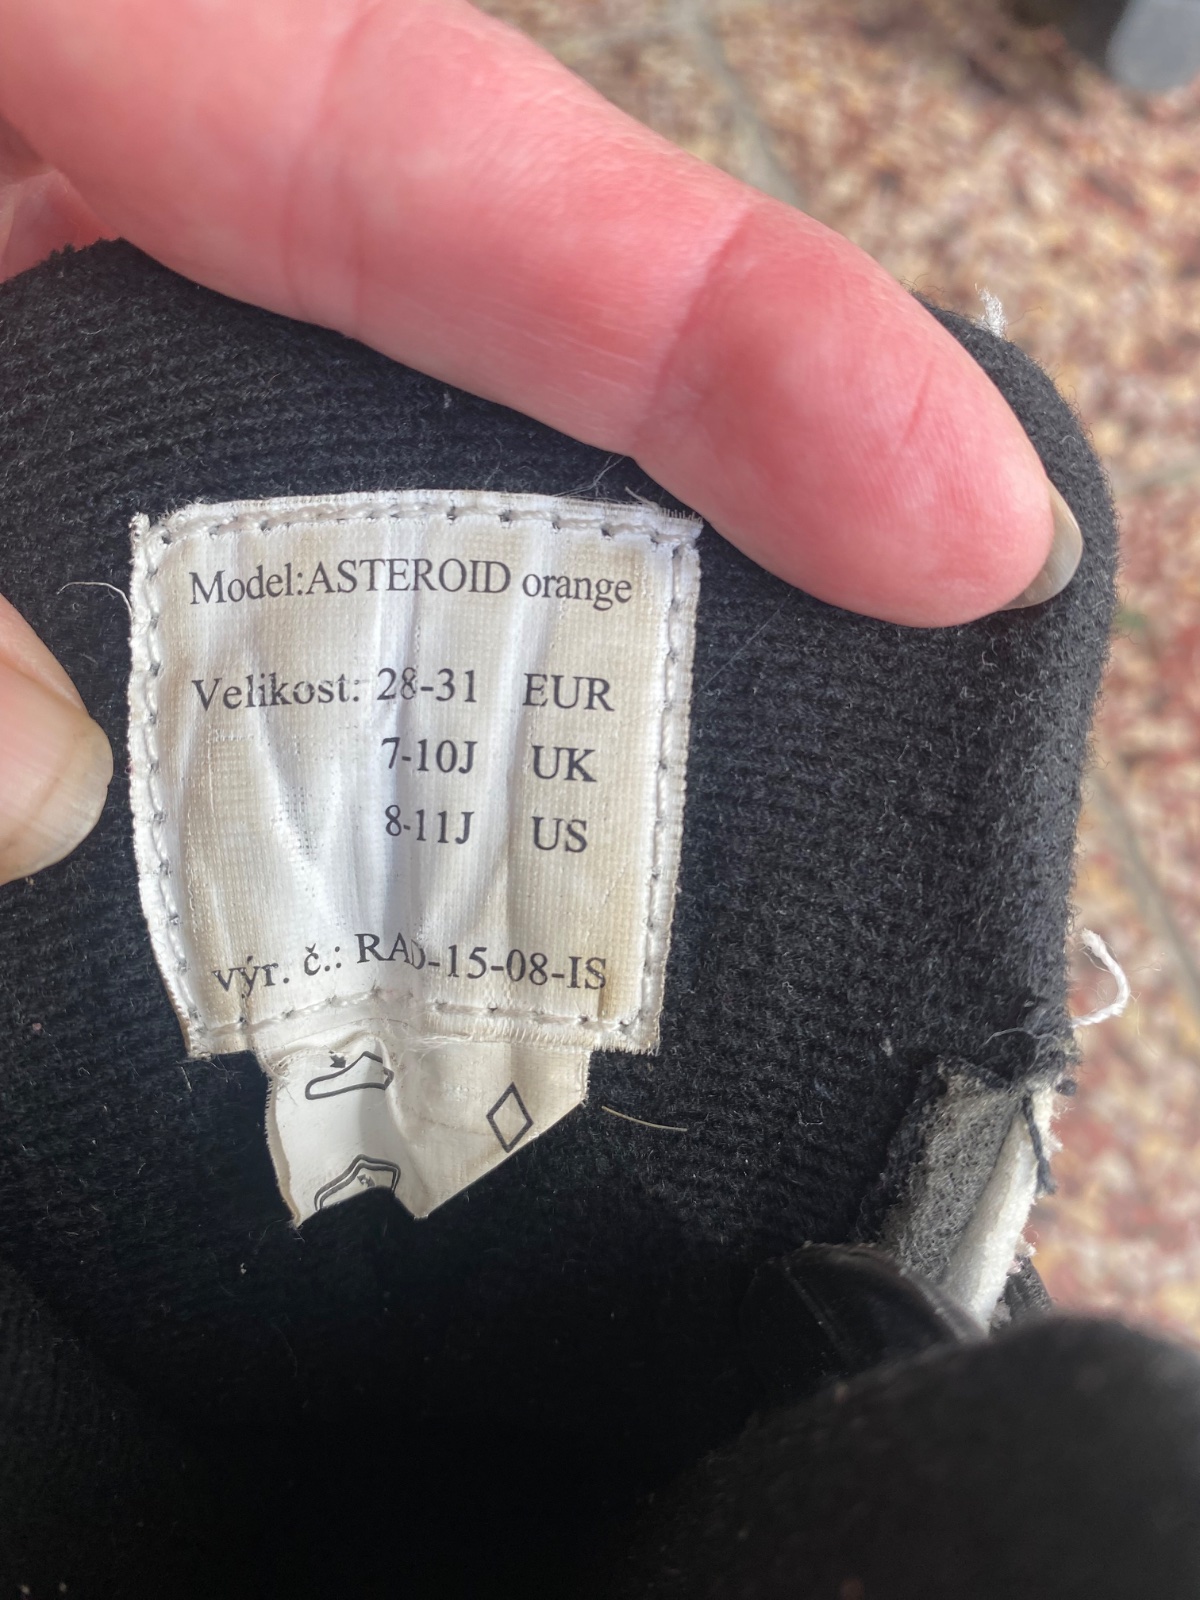 Model:ASTEROID orange
Velikost: 28-31 EUR
7-10J UK
8-11J US
výr. č.: RAD-15-08-IS